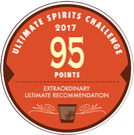 ULTIMATE SPIRITS CHALLENGE
2017
95
POINTS
EXTRAORDINARY
ULTIMATE RECOMMENDATION